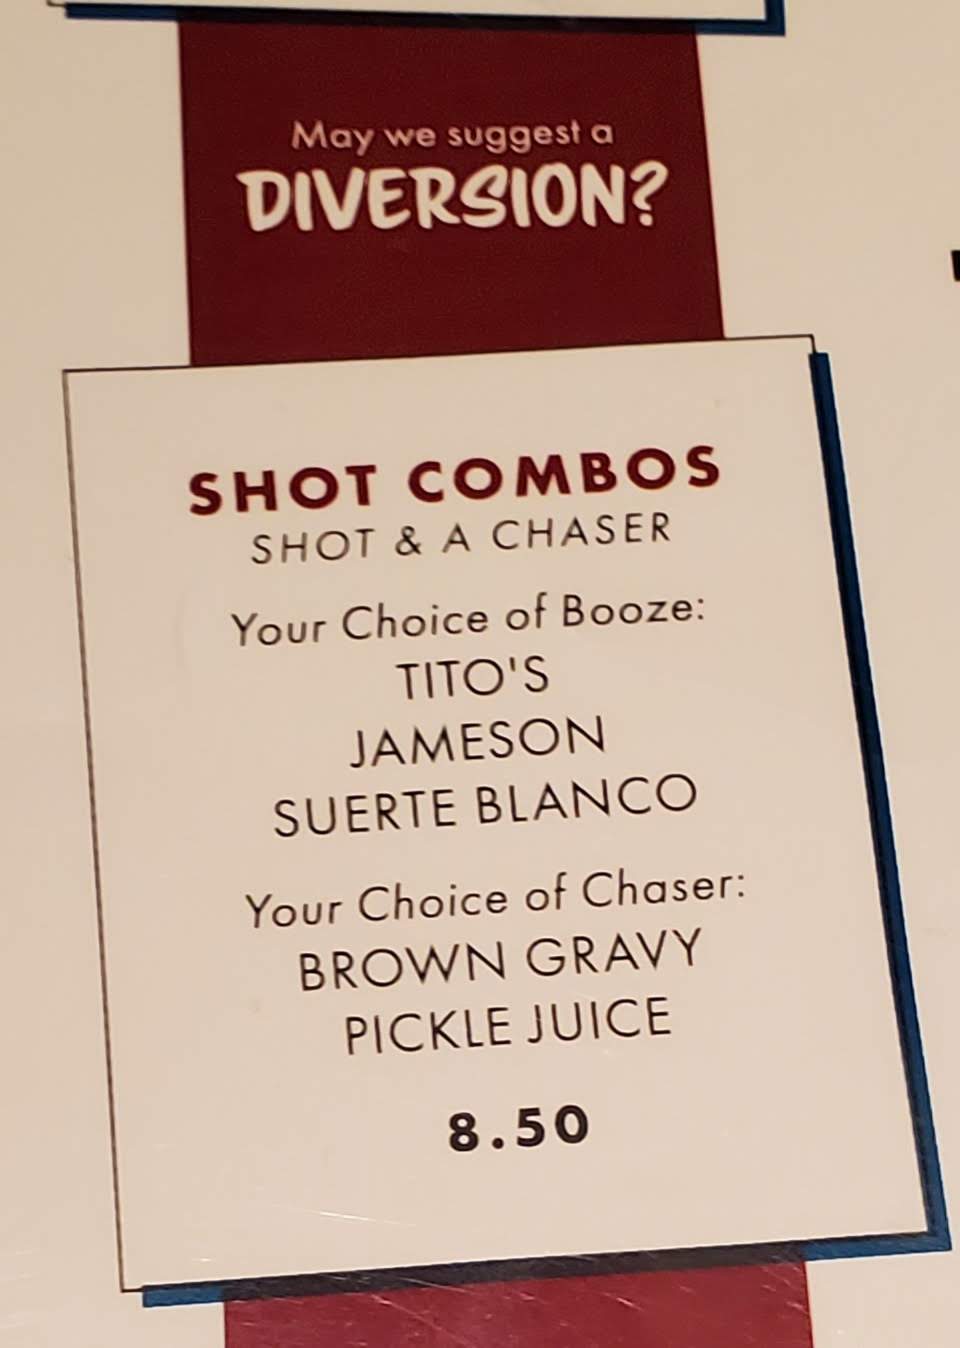 May we suggest a
DIVERSION?
SHOT COMBOS
SHOT & A CHASER
Your Choice of Booze:
TITO'S
JAMESON
SUERTE BLANCO
Your Choice of Chaser:
BROWN GRAVY
PICKLE JUICE
8.50